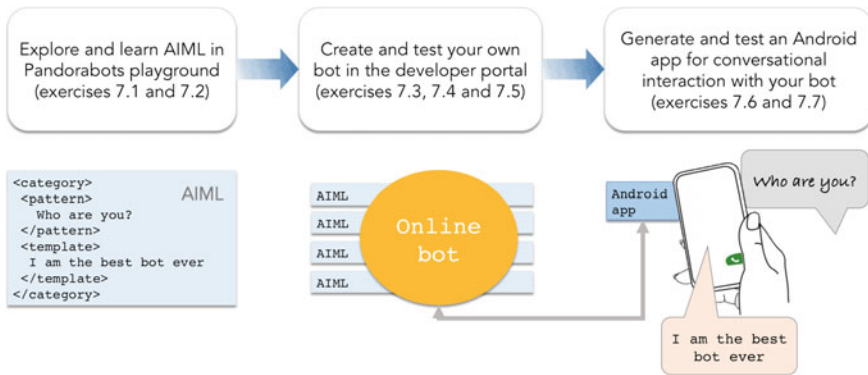 Explore and learn AIML in
Pandorabots playground
(exercises 7.1 and 7.2)
Create and test your own
bot in the developer portal
(exercises 7.3, 7.4 and 7.5)
Generate and test an Android
app for conversational
interaction with your bot
(exercises 7.6 and 7.7)
AIML
<category>
<pattern>
Who are you?
</pattern>
<template>
I am the best bot ever
</template>
</category>
AIML
AIML
AIML
AIML
Online
bot
Android
app
Who are you?
I am the best
bot ever